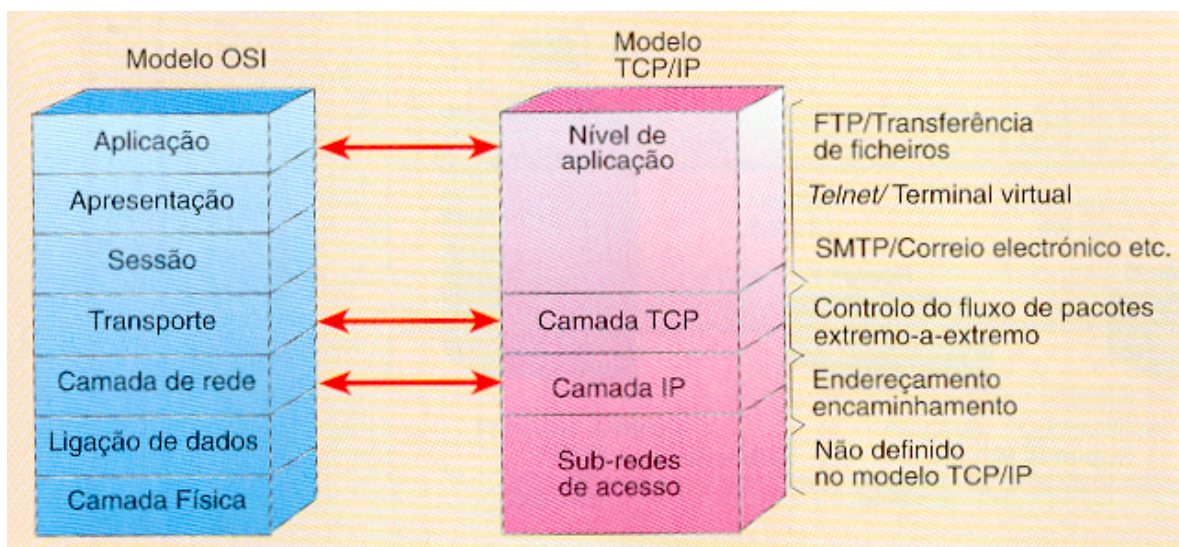 Modelo OSI
Aplicação
Apresentação
Sessão
Transporte
Camada de rede
Ligação de dados
Camada Física
Modelo
TCP/IP
Nível de
aplicação
Camada TCP
Camada IP
Sub-redes
de acesso
FTP/Transferência
de ficheiros
Telnet/ Terminal virtual
SMTP/Correio electrónico etc.
Controlo do fluxo de pacotes
extremo-a-extremo
Endereçamento
encaminhamento
Não definido
no modelo TCP/IP